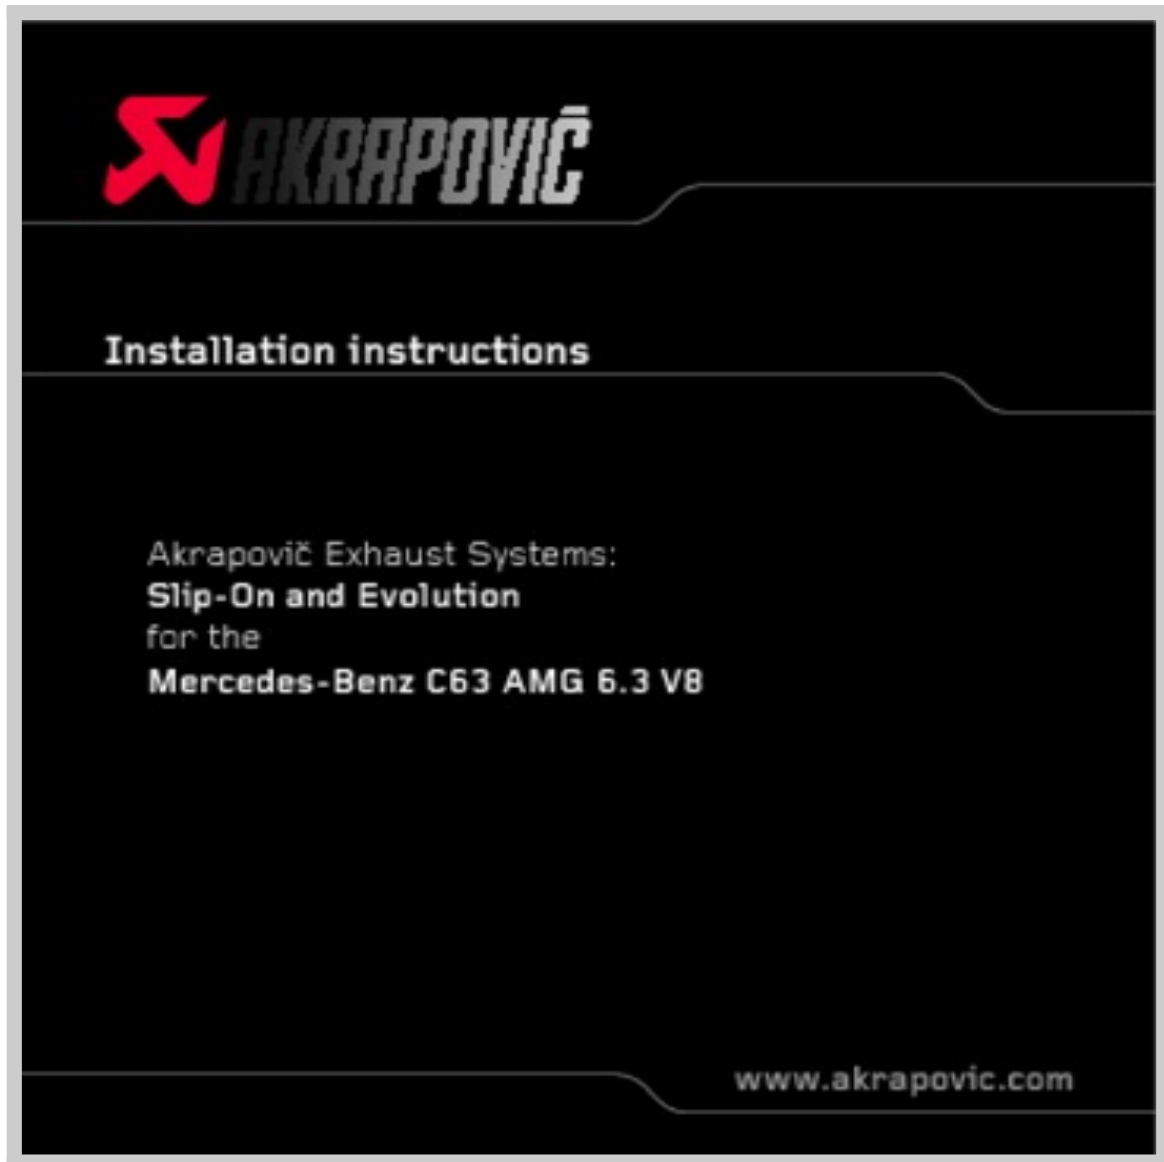 AKRAPOVIČ
Installation instructions
Akrapovič Exhaust Systems:
Slip-On and Evolution
for the
Mercedes-Benz C63 AMG 6.3 V8
www.akrapovic.com